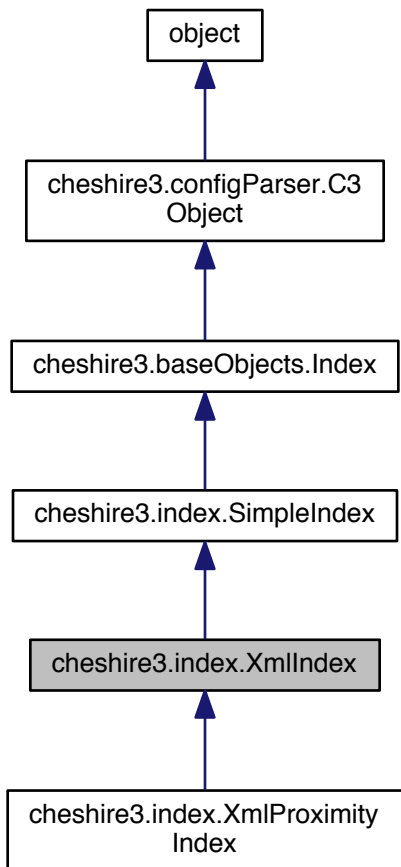 object
cheshire3.configParser.C3
Object
cheshire3.baseObjects.Index
cheshire3.index.SimpleIndex
cheshire3.index.XmlIndex
cheshire3.index.XmlProximity
Index